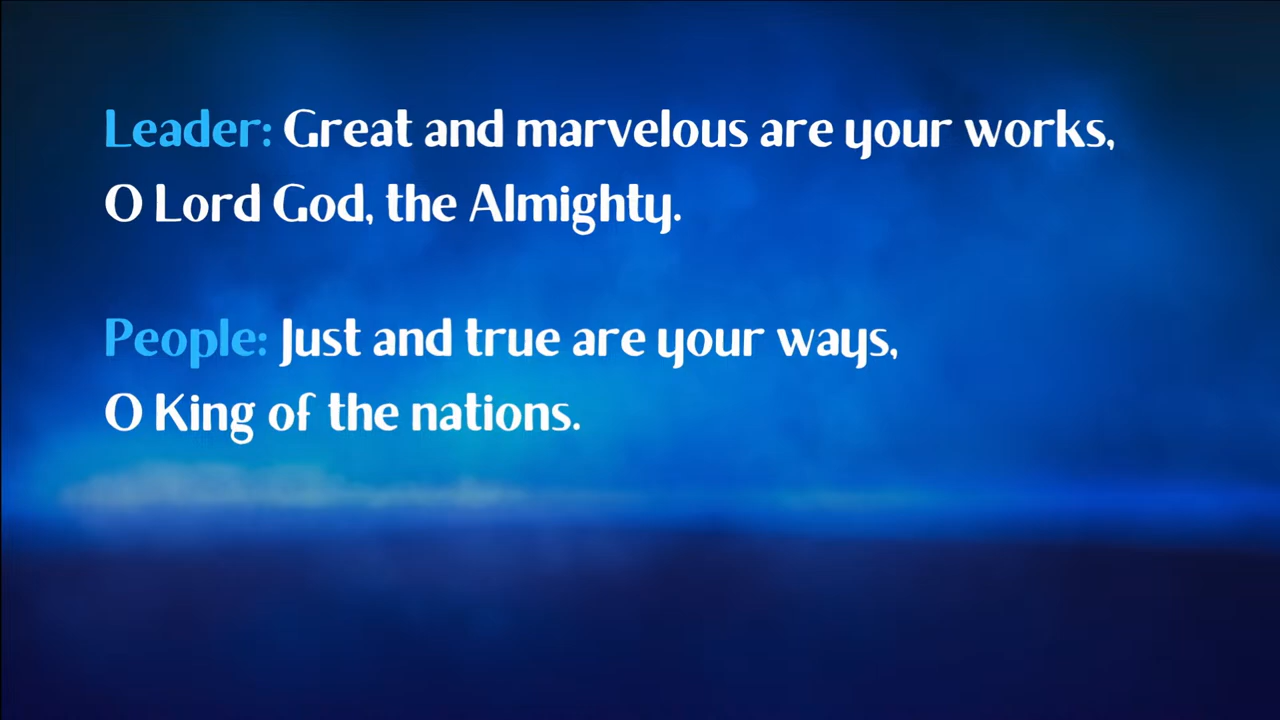 Leader: Great and marvelous are your works,
O Lord God, the Almighty.
People: Just and true are your ways,
O King of the nations.